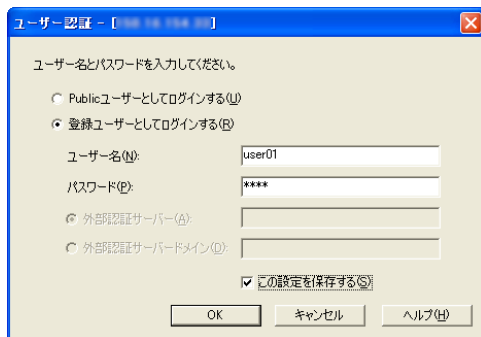 ユーザー認証 - [
ユーザー名とパスワードを入力してください。
Publicユーザーとしてログインする(U)
登録ユーザーとしてログインする(R)
ユーザー名(N): user01
パスワード(P): ****
外部認証サーバー(A):
外部認証サーバードメイン(D):
この設定を保存する(S)
OK キャンセル ヘルプ(H)